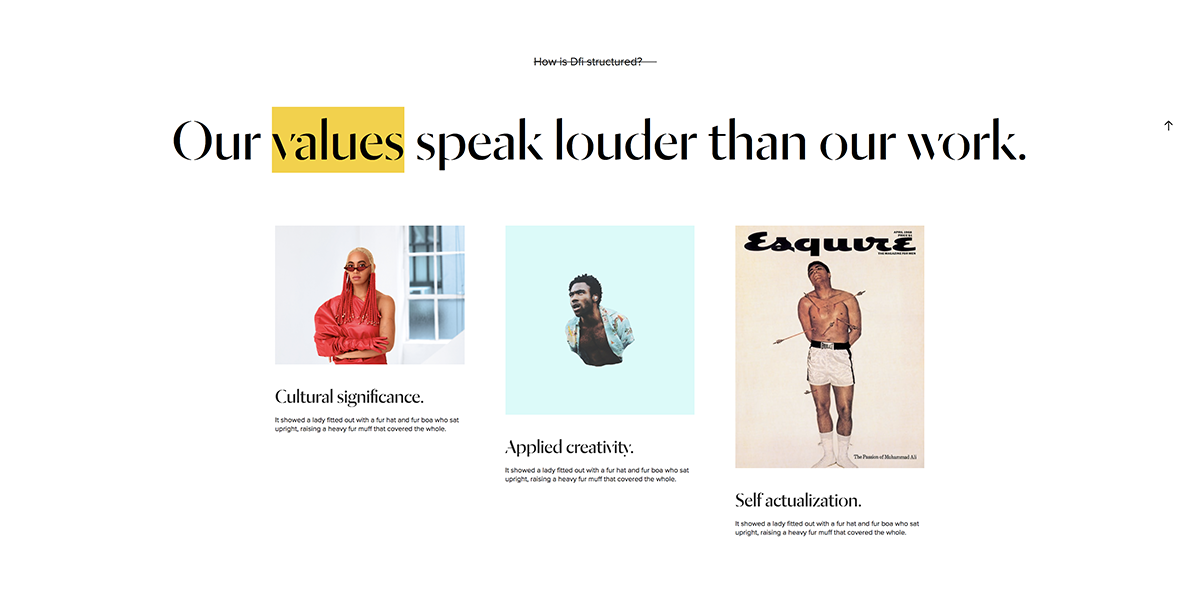 How is Dfi structured?
Our values speak louder than our work.
Esquire
APRIL 1968
PRICE $1
THE MAGAZINE FOR MEN
The Passion of Muhammad Ali
Cultural significance.
It showed a lady fitted out with a fur hat and fur boa who sat
upright, raising a heavy fur muff that covered the whole.
Applied creativity.
It showed a lady fitted out with a fur hat and fur boa who sat
upright, raising a heavy fur muff that covered the whole.
Self actualization.
It showed a lady fitted out with a fur hat and fur boa who sat
upright, raising a heavy fur muff that covered the whole.